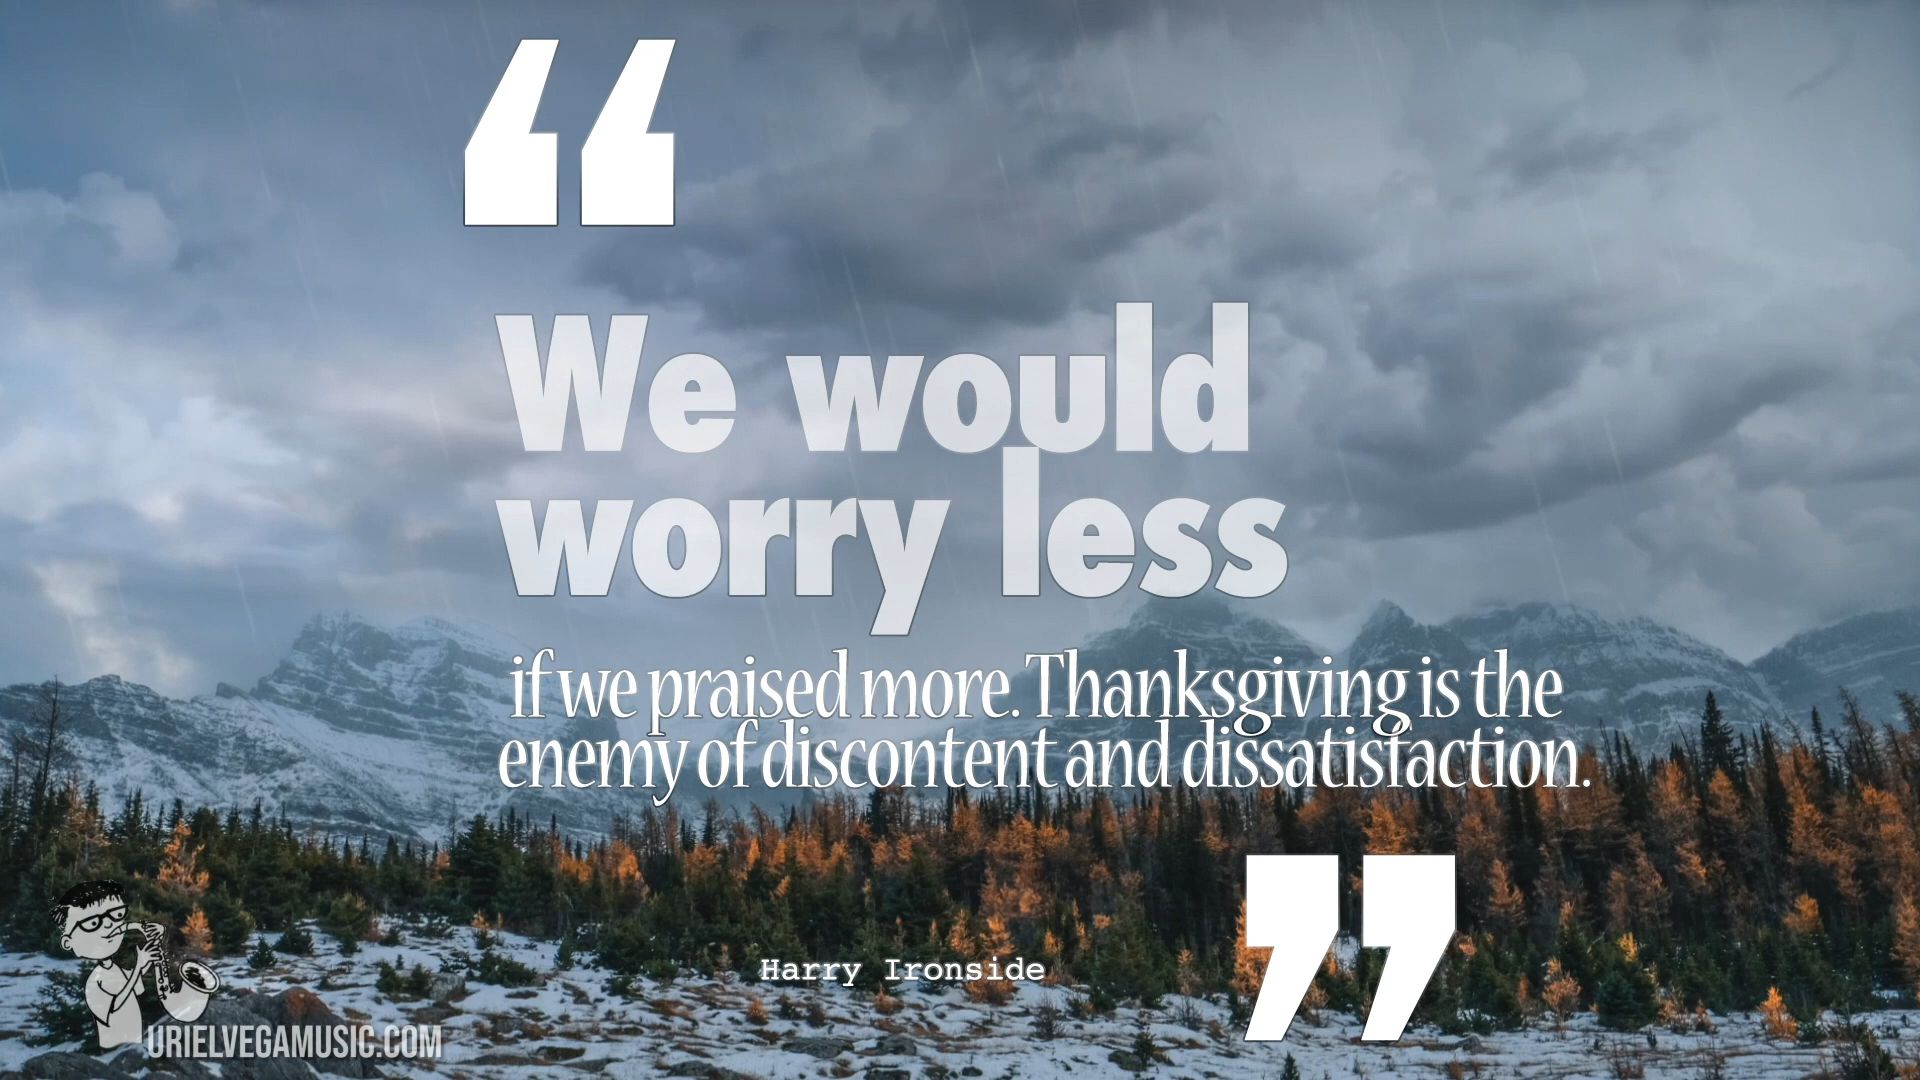 “
We would
worry less
if we praised more. Thanksgiving is the
enemy of discontent and dissatisfaction.
”
Harry Ironside
URIELVEGAMUSIC.COM